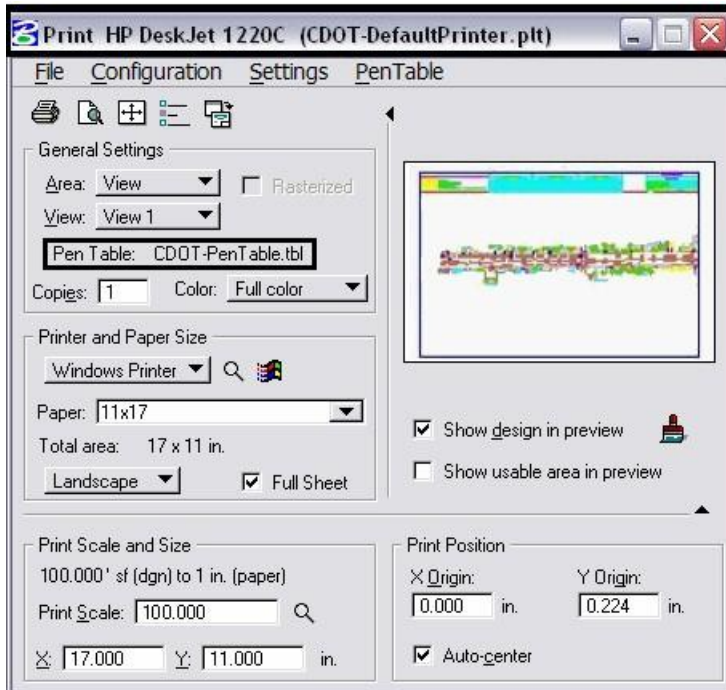 Print HP DeskJet 1220C (CDOT-DefaultPrinter.plt)
File Configuration Settings PenTable
General Settings
Area: View
Rasterized
View: View 1
Pen Table: CDOT-PenTable.tbl
Copies: 1 Color: Full color
Printer and Paper Size
Windows Printer
Paper: 11x17
Total area: 17 x 11 in.
Landscape Full Sheet
Show design in preview
Show usable area in preview
Print Scale and Size
100.000' sf (dgn) to 1 in. (paper)
Print Scale: 100.000
X: 17.000 Y: 11.000 in.
Print Position
X Origin: Y Origin:
0.000 in. 0.224 in.
Auto-center